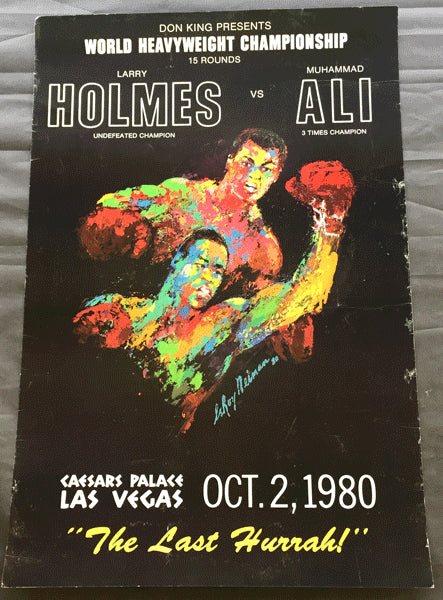 DON KING PRESENTS
WORLD HEAVYWEIGHT CHAMPIONSHIP
15 ROUNDS
LARRY HOLMES UNDEFEATED CHAMPION
VS
MUHAMMAD ALI 3 TIMES CHAMPION
LeRoy Neiman 80
CAESARS PALACE
LAS VEGAS
OCT. 2, 1980
"The Last Hurrah!"